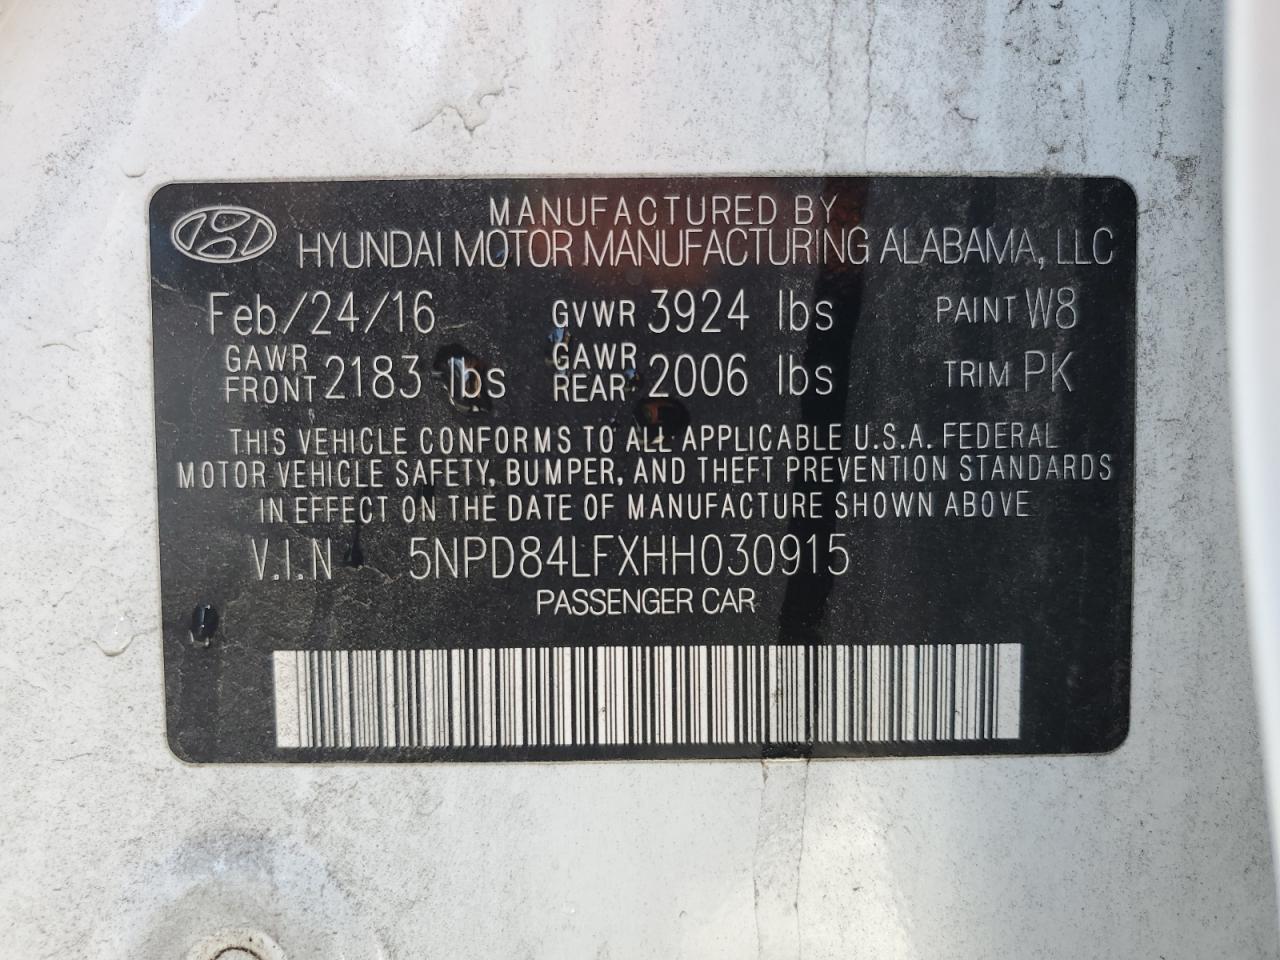 MANUFACTURED BY
HYUNDAI MOTOR MANUFACTURING ALABAMA, LLC
Feb/24/16 GVWR 3924 lbs PAINT W8
GAWR FRONT 2183 lbs GAWR REAR 2006 lbs TRIM PK
THIS VEHICLE CONFORMS TO ALL APPLICABLE U.S.A. FEDERAL
MOTOR VEHICLE SAFETY, BUMPER, AND THEFT PREVENTION STANDARDS
IN EFFECT ON THE DATE OF MANUFACTURE SHOWN ABOVE
V.I.N 5NPD84LFXHH030915
PASSENGER CAR